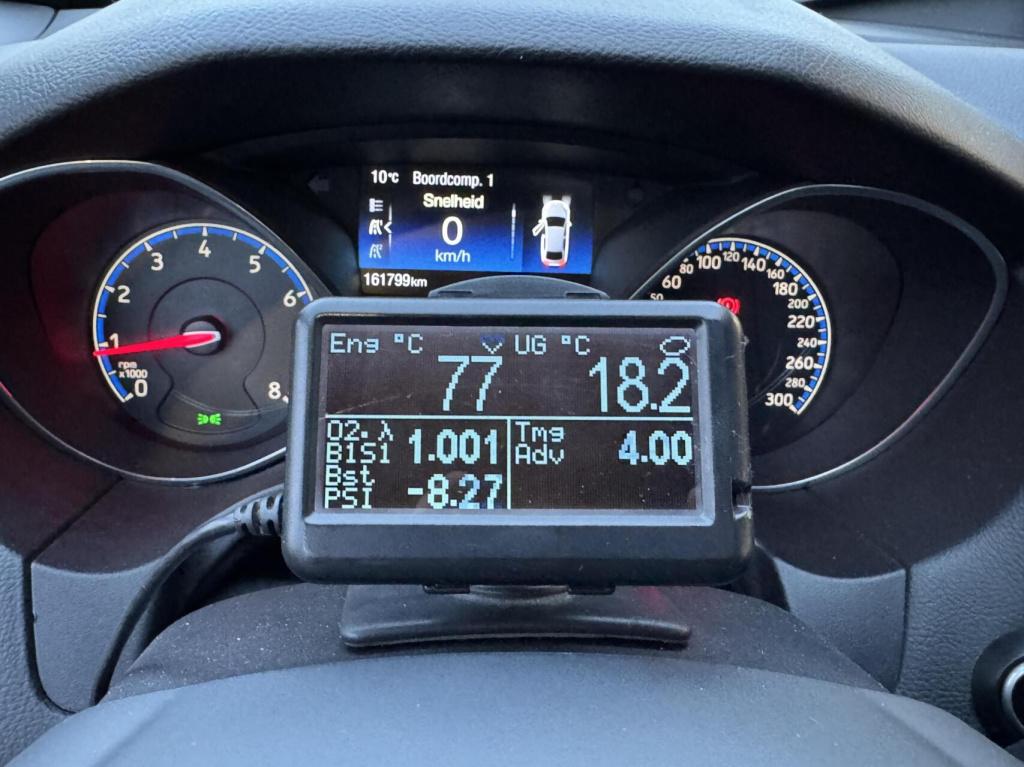 10°C Boordcomp. 1
Snelheid
0
km/h
161799km
0 1 2 3 4 5 6 8
rpm
x1000
60 80 100 120 140 160 180 200 220 240 260 280 300
Eng °C UG °C
77 18.2
O2.λ
B1S1 1.001
Tmg
Adv 4.00
Bst
PSI -8.27